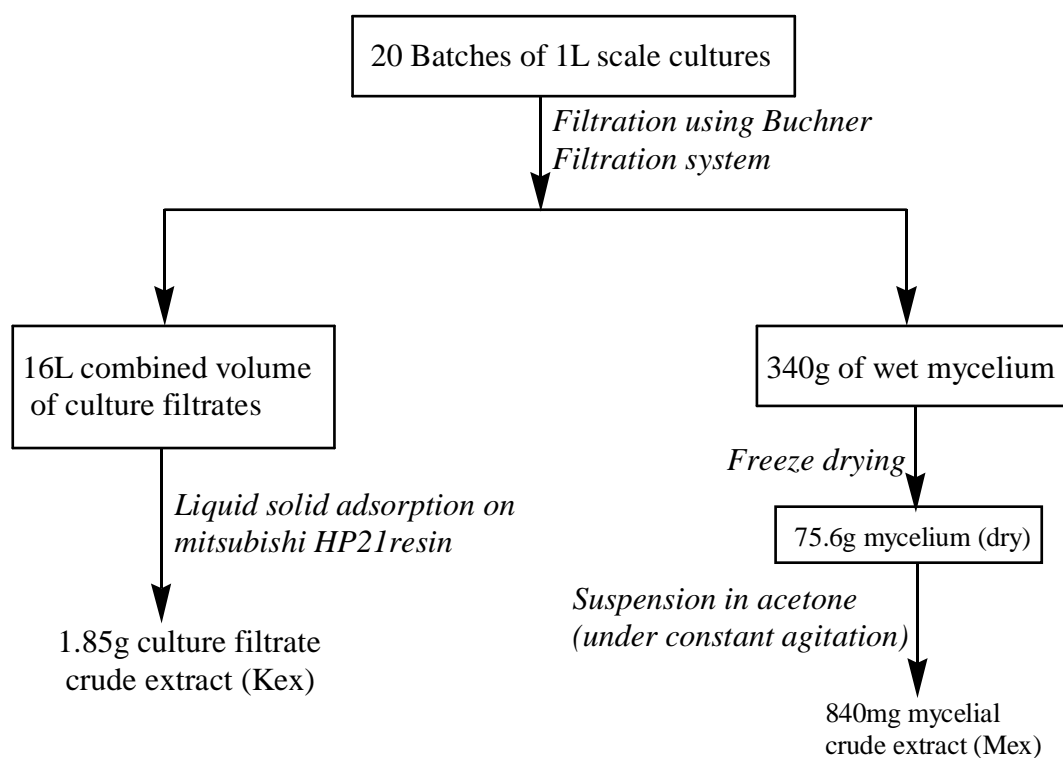 20 Batches of 1L scale cultures
Filtration using Buchner
Filtration system
16L combined volume
of culture filtrates
340g of wet mycelium
Freeze drying
Liquid solid adsorption on
mitsubishi HP21resin
75.6g mycelium (dry)
Suspension in acetone
(under constant agitation)
1.85g culture filtrate
crude extract (Kex)
840mg mycelial
crude extract (Mex)